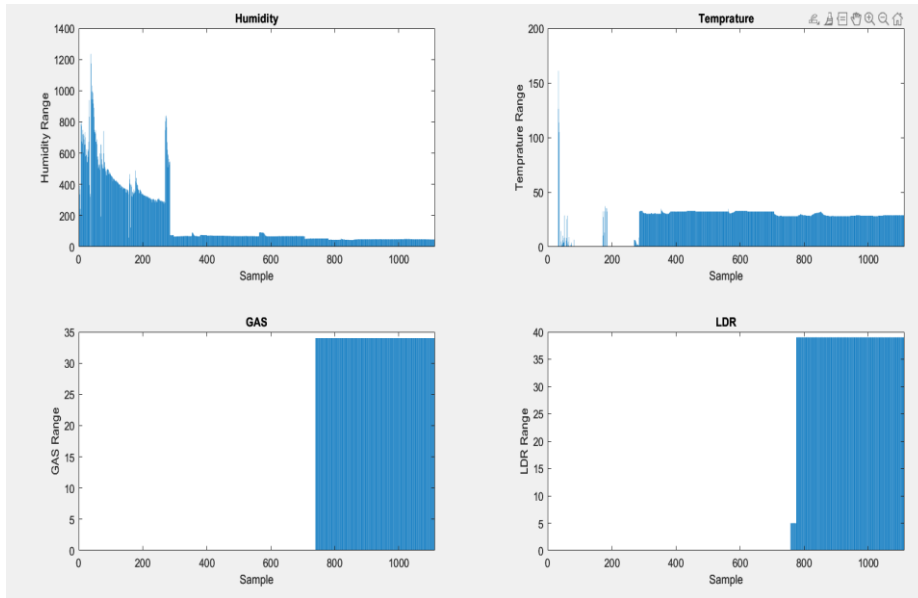 Humidity
1400
1200
1000
800
600
400
200
0
Humidity Range
0 200 400 600 800 1000
Sample
Temprature
200
150
100
50
0
Temprature Range
0 200 400 600 800 1000
Sample
GAS
35
30
25
20
15
10
5
0
GAS Range
0 200 400 600 800 1000
Sample
LDR
40
35
30
25
20
15
10
5
0
LDR Range
0 200 400 600 800 1000
Sample